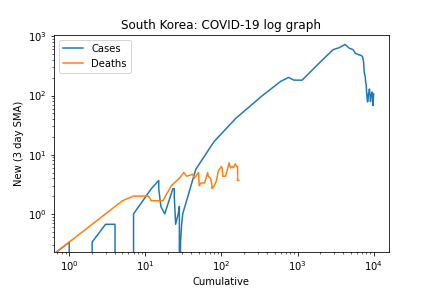 South Korea: COVID-19 log graph
Cases
Deaths
New (3 day SMA)
10³
10²
10¹
10⁰
10⁰ 10¹ 10² 10³ 10⁴
Cumulative